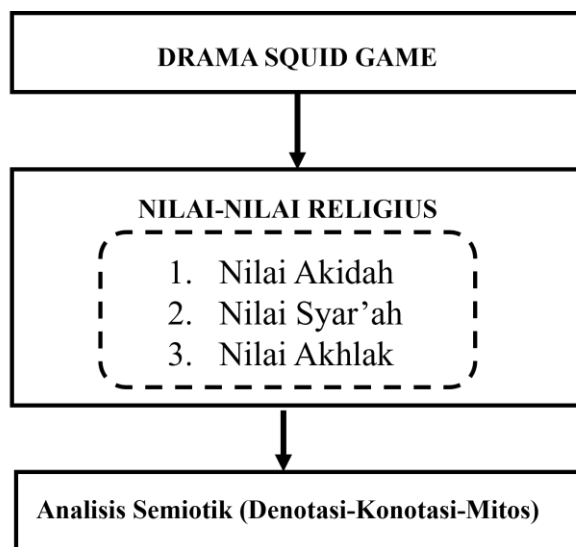 DRAMA SQUID GAME
NILAI-NILAI RELIGIUS
1. Nilai Akidah
2. Nilai Syar’ah
3. Nilai Akhlak
Analisis Semiotik (Denotasi-Konotasi-Mitos)